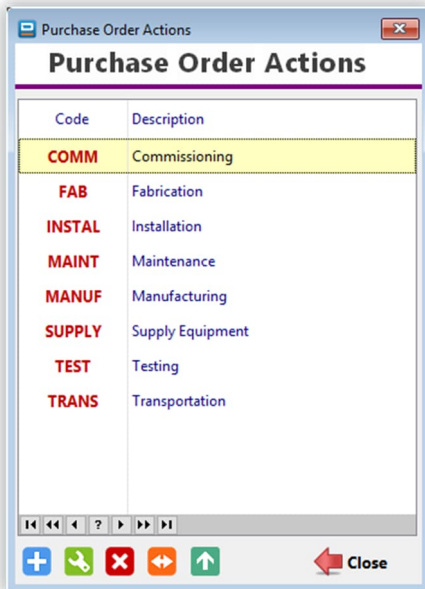 Purchase Order Actions
Purchase Order Actions
Code Description
COMM Commissioning
FAB Fabrication
INSTAL Installation
MAINT Maintenance
MANUF Manufacturing
SUPPLY Supply Equipment
TEST Testing
TRANS Transportation
?
Close